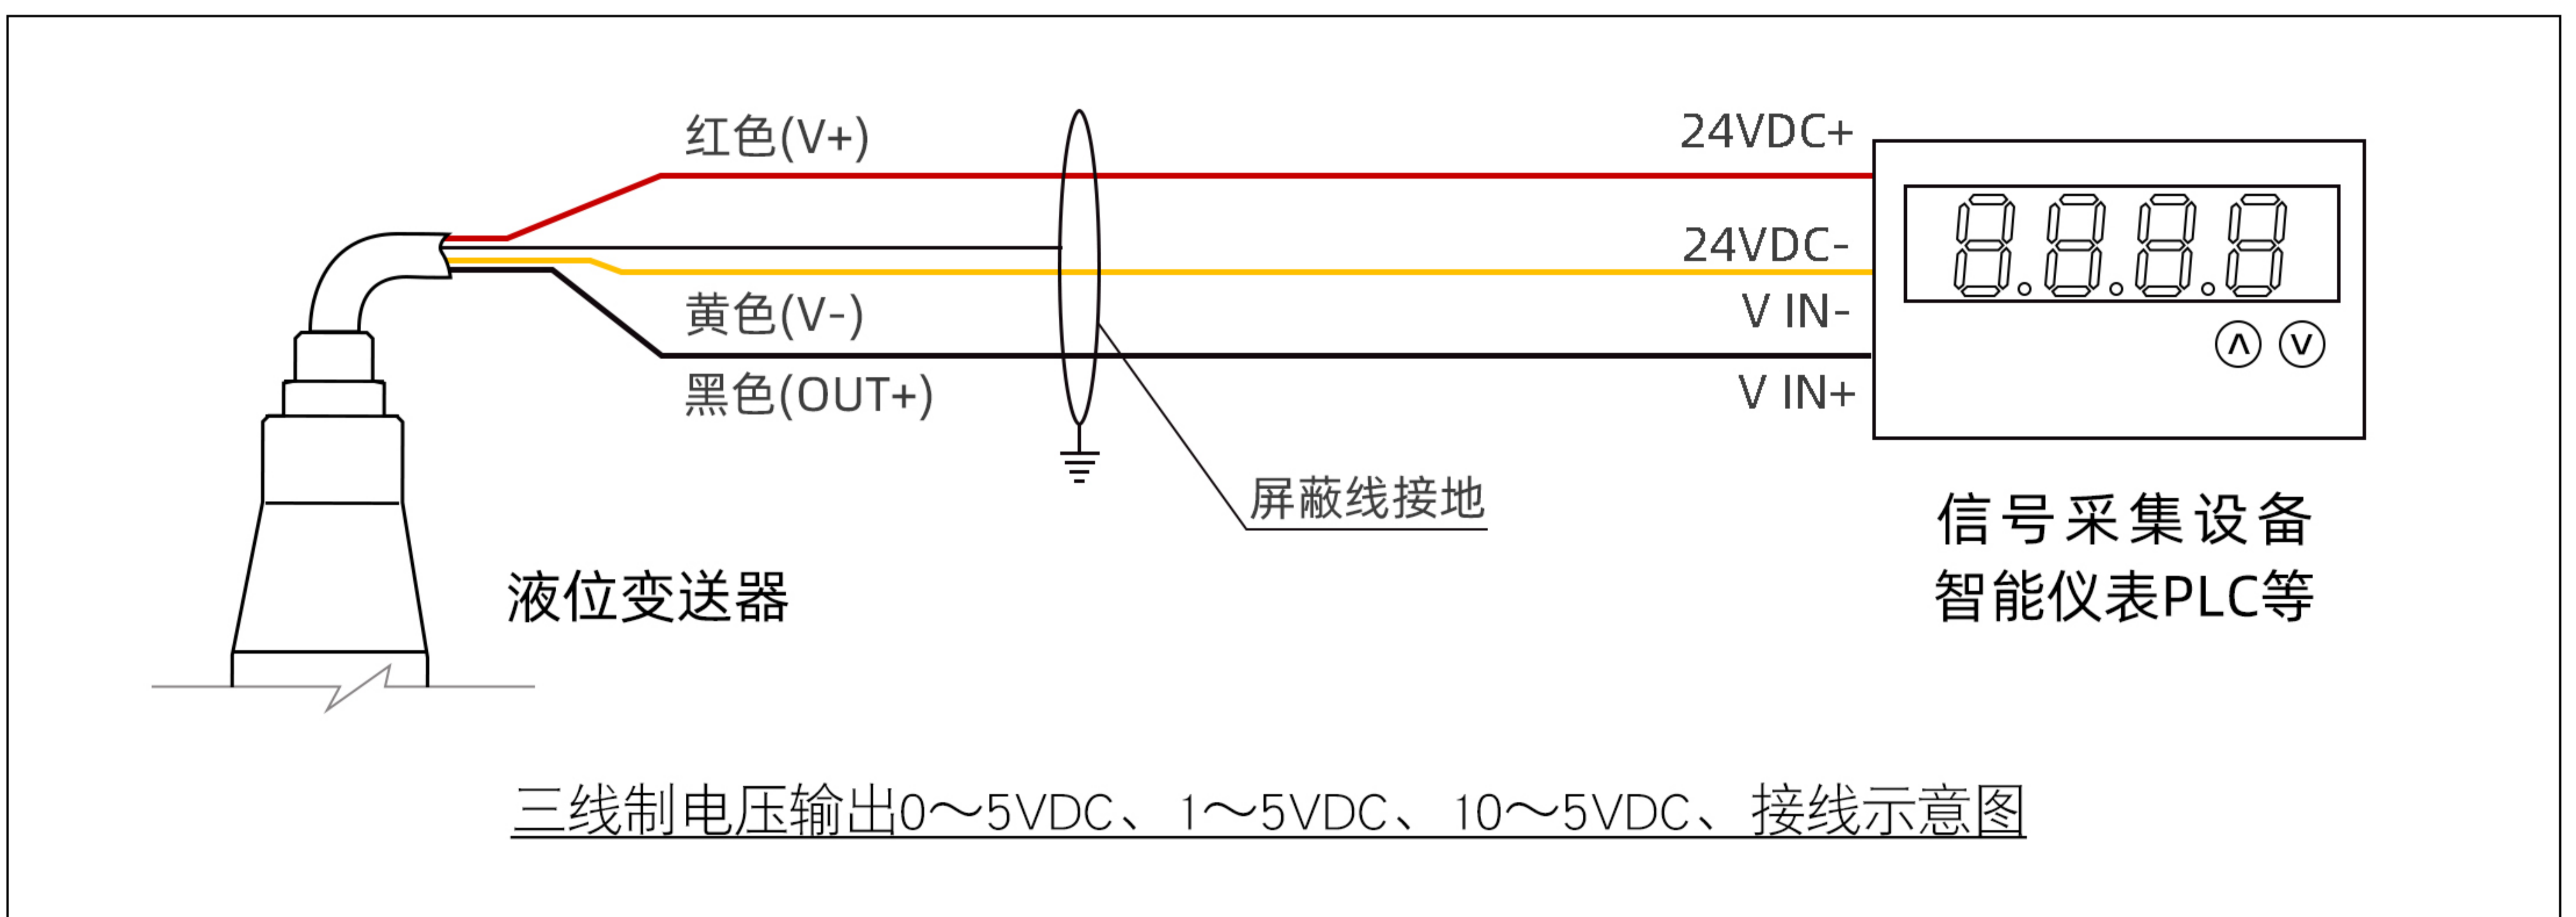 红色(V+)
24VDC+
24VDC-
黄色(V-)
V IN-
黑色(OUT+)
V IN+
屏蔽线接地
信号采集设备
智能仪表PLC等
液位变送器
三线制电压输出0～5VDC、1～5VDC、10～5VDC、接线示意图